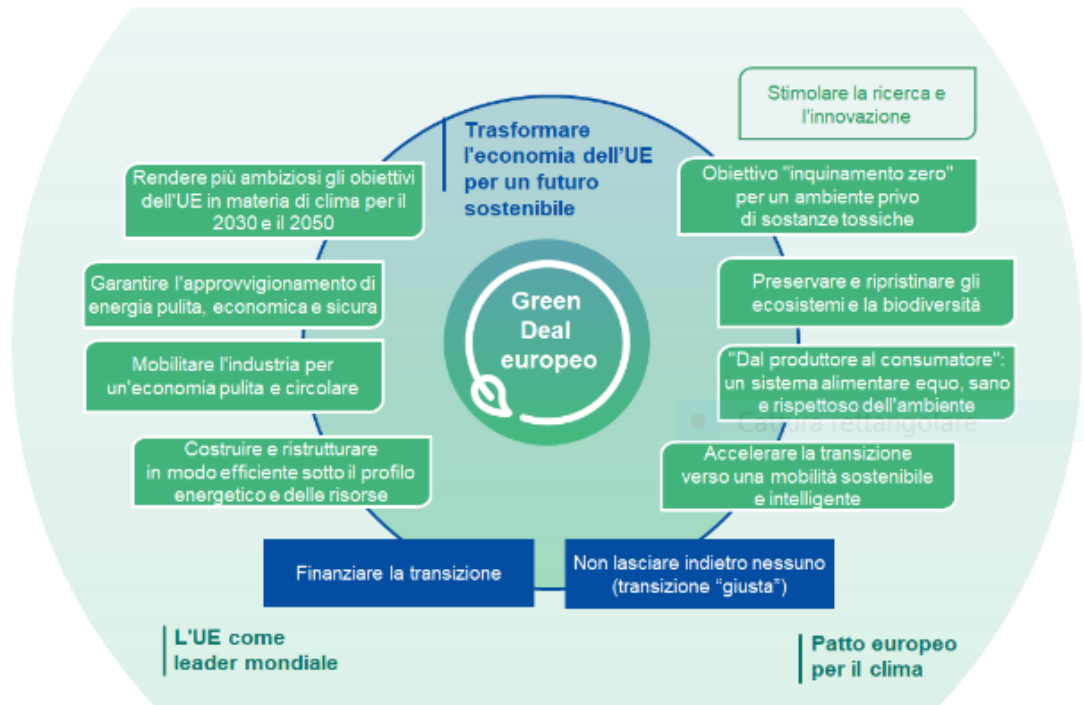 Stimolare la ricerca e
l'innovazione
Trasformare
l'economia dell'UE
per un futuro
sostenibile
Rendere più ambiziosi gli obiettivi
dell'UE in materia di clima per il
2030 e il 2050
Obiettivo "inquinamento zero"
per un ambiente privo
di sostanze tossiche
Garantire l'approvvigionamento di
energia pulita, economica e sicura
Preservare e ripristinare gli
ecosistemi e la biodiversità
Green
Deal
europeo
Mobilitare l'industria per
un'economia pulita e circolare
"Dal produttore al consumatore":
un sistema alimentare equo, sano
e rispettoso dell'ambiente
Cattura rettangolare
Costruire e ristrutturare
in modo efficiente sotto il profilo
energetico e delle risorse
Accelerare la transizione
verso una mobilità sostenibile
e intelligente
Finanziare la transizione
Non lasciare indietro nessuno
(transizione “giusta”)
L'UE come
leader mondiale
Patto europeo
per il clima